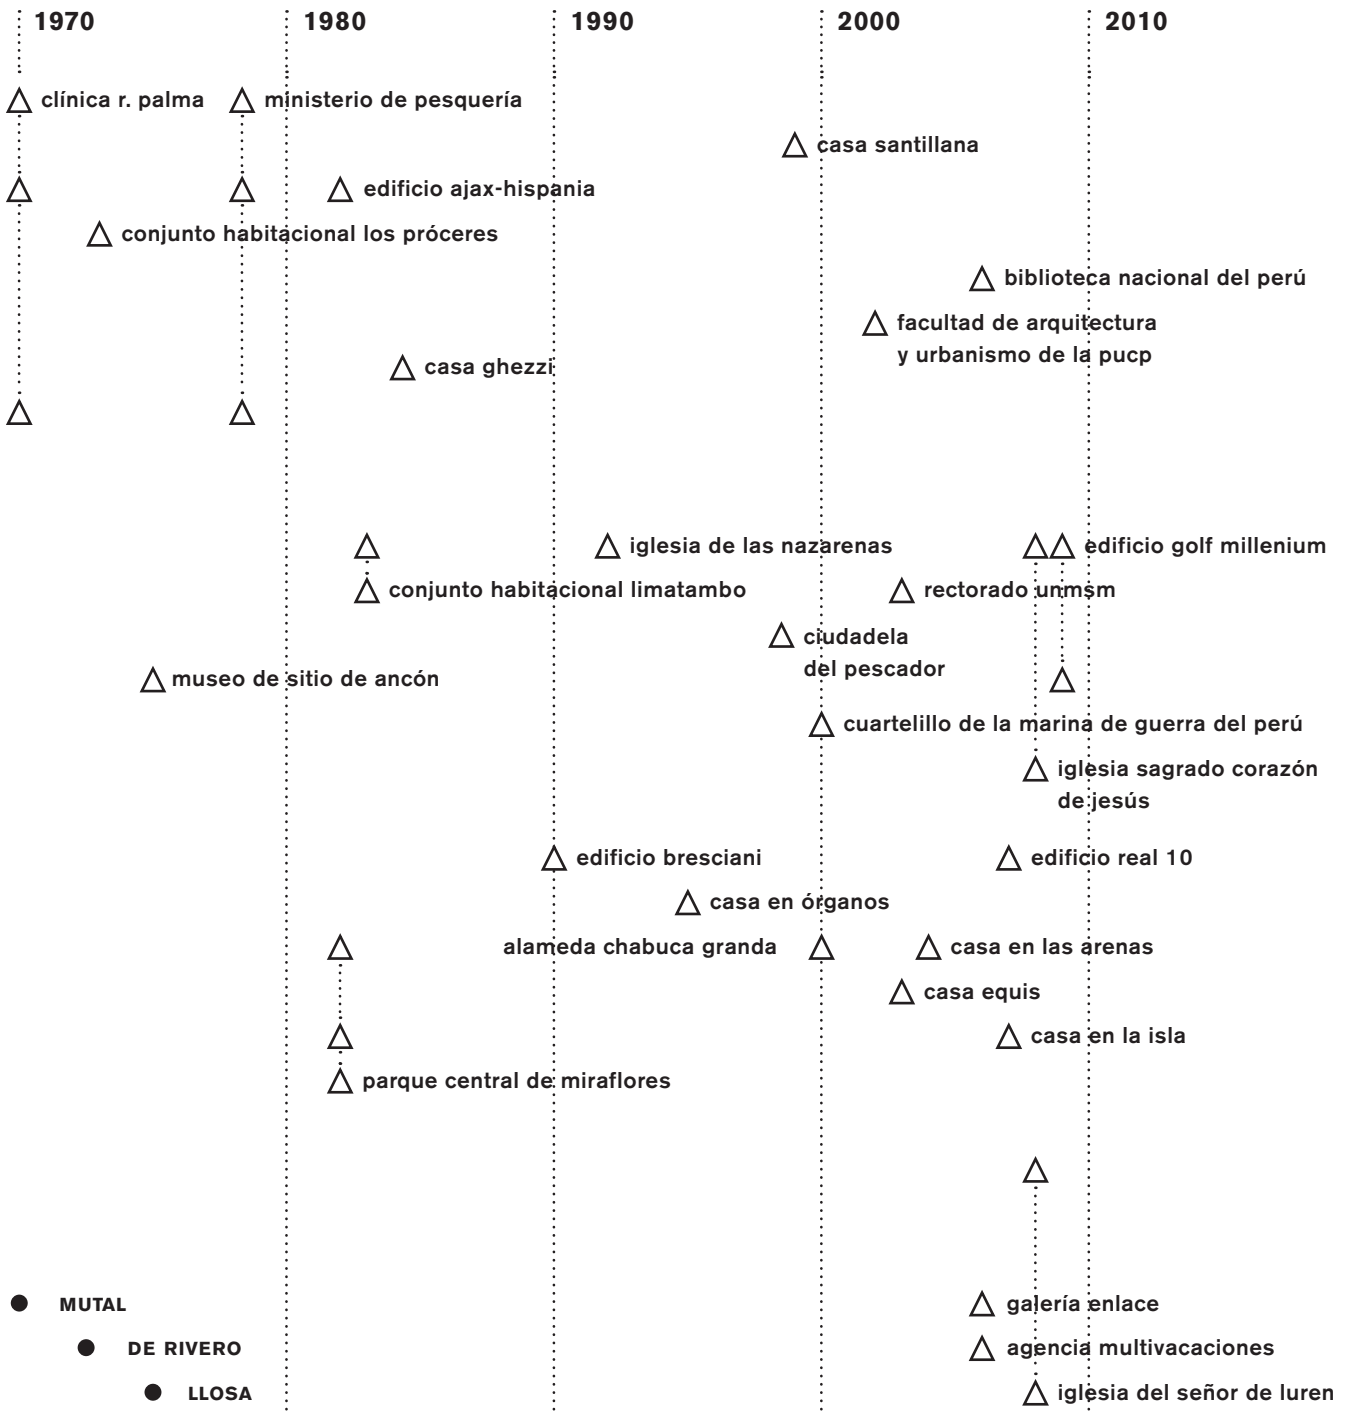 1970 1980 1990 2000 2010
clínica r. palma ministerio de pesquería
casa santillana
edificio ajax-hispania
conjunto habitacional los próceres
biblioteca nacional del perú
facultad de arquitectura
y urbanismo de la pucp
casa ghezzi
iglesia de las nazarenas edificio golf millenium
conjunto habitacional limatambo rectorado unmsm
ciudadela
del pescador
museo de sitio de ancón
cuartelillo de la marina de guerra del perú
iglesia sagrado corazón
de jesús
edificio bresciani edificio real 10
casa en órganos
alameda chabuca granda casa en las arenas
casa equis
casa en la isla
parque central de miraflores
MUTAL galería enlace
DE RIVERO agencia multivacaciones
LLOSA iglesia del señor de luren